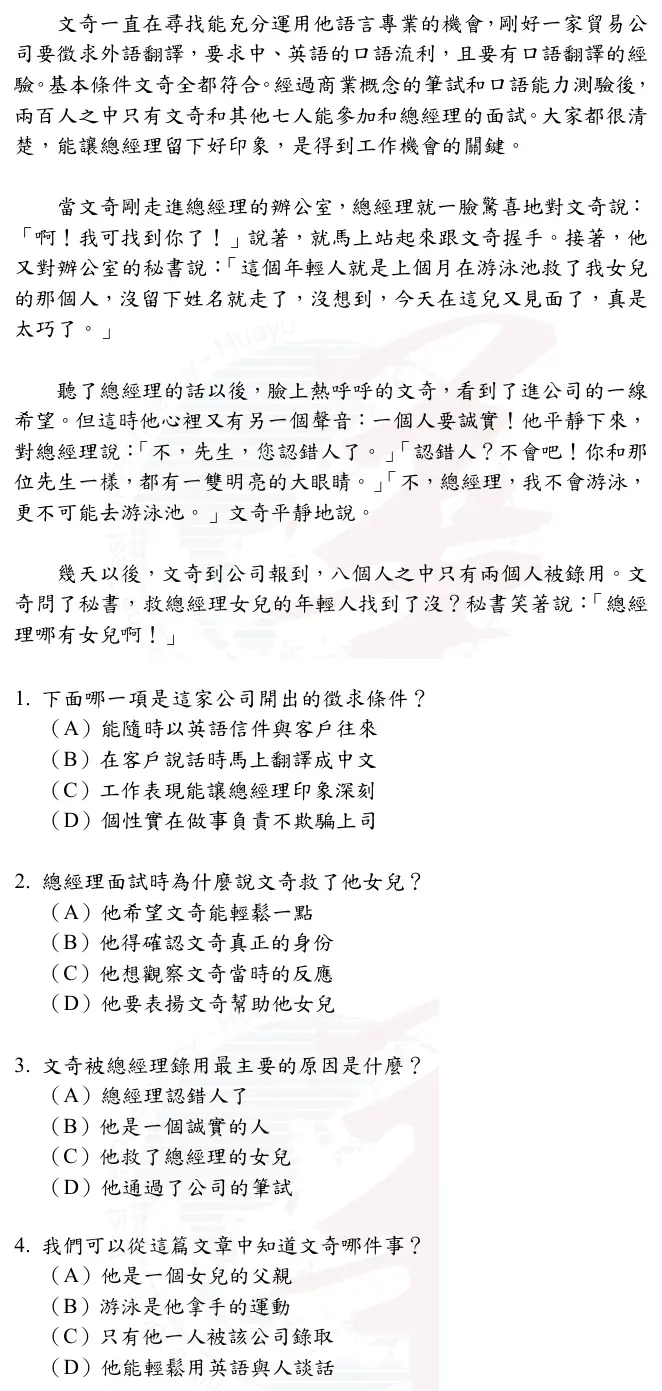 文奇一直在尋找能充分運用他語言專業的機會，剛好一家貿易公
司要徵求外語翻譯，要求中、英語的口語流利，且要有口語翻譯的經
驗。基本條件文奇全都符合。經過商業概念的筆試和口語能力測驗後，
兩百人之中只有文奇和其他七人能參加和總經理的面試。大家都很清
楚，能讓總經理留下好印象，是得到工作機會的關鍵。
當文奇剛走進總經理的辦公室，總經理就一臉驚喜地對文奇說：
「啊！我可找到你了！」說著，就馬上站起來跟文奇握手。接著，他
又對辦公室的秘書說：「這個年輕人就是上個月在游泳池救了我女兒
的那個人，沒留下姓名就走了，沒想到，今天在這兒又見面了，真是
太巧了。」
聽了總經理的話以後，臉上熱呼呼的文奇，看到了進公司的一線
希望。但這時他心裡又有另一個聲音：一個人要誠實！他平靜下來，
對總經理說：「不，先生，您認錯人了。」「認錯人？不會吧！你和那
位先生一樣，都有一雙明亮的大眼睛。」「不，總經理，我不會游泳，
更不可能去游泳池。」文奇平靜地說。
幾天以後，文奇到公司報到，八個人之中只有兩個人被錄用。文
奇問了秘書，救總經理女兒的年輕人找到了沒？秘書笑著說：「總經
理哪有女兒啊！」
1. 下面哪一項是這家公司開出的徵求條件？
（A）能隨時以英語信件與客戶往來
（B）在客戶說話時馬上翻譯成中文
（C）工作表現能讓總經理印象深刻
（D）個性實在做事負責不欺騙上司
2. 總經理面試時為什麼說文奇救了他女兒？
（A）他希望文奇能輕鬆一點
（B）他得確認文奇真正的身份
（C）他想觀察文奇當時的反應
（D）他要表揚文奇幫助他女兒
3. 文奇被總經理錄用最主要的原因是什麼？
（A）總經理認錯人了
（B）他是一個誠實的人
（C）他救了總經理的女兒
（D）他通過了公司的筆試
4. 我們可以從這篇文章中知道文奇哪件事？
（A）他是一個女兒的父親
（B）游泳是他拿手的運動
（C）只有他一人被該公司錄取
（D）他能輕鬆用英語與人談話